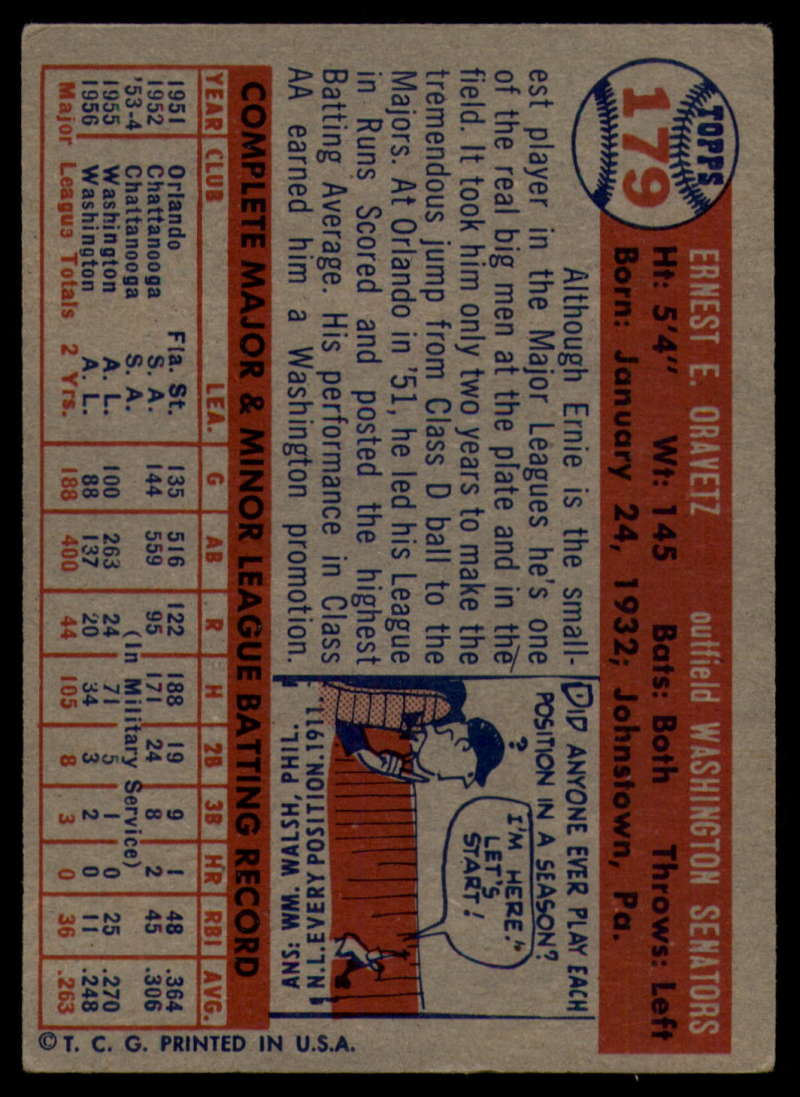 TOPPS
179
ERNEST E. ORAVETZ outfield WASHINGTON SENATORS
Ht: 5'4" Wt: 145 Bats: Both Throws: Left
Born: January 24, 1932; Johnstown, Pa.
Although Ernie is the small-
est player in the Major Leagues he's one
of the real big men at the plate and in the
field. It took him only two years to make the
tremendous jump from Class D ball to the
Majors. At Orlando in '51, he led his League
in Runs Scored and posted the highest
Batting Average. His performance in Class
AA earned him a Washington promotion.
DID ANYONE EVER PLAY EACH
POSITION IN A SEASON?
?
I'M HERE!
LET'S
START!
ANS: WM. WALSH, PHIL.
N.L. EVERY POSITION, 1911.
COMPLETE MAJOR & MINOR LEAGUE BATTING RECORD
YEAR CLUB LEA. G AB R H 2B 3B HR RBI AVG.
1951 Orlando Fla. St. 135 516 122 188 19 9 1 48 .364
1952 Chattanooga S. A. 144 559 95 171 24 8 2 45 .306
'53-4 Chattanooga S. A. (In Military Service)
1955 Washington A. L. 100 263 24 71 5 1 0 25 .270
1956 Washington A. L. 88 137 20 34 3 2 0 11 .248
Major League Totals 2 Yrs. 188 400 44 105 8 3 0 36 .263
© T. C. G. PRINTED IN U.S.A.